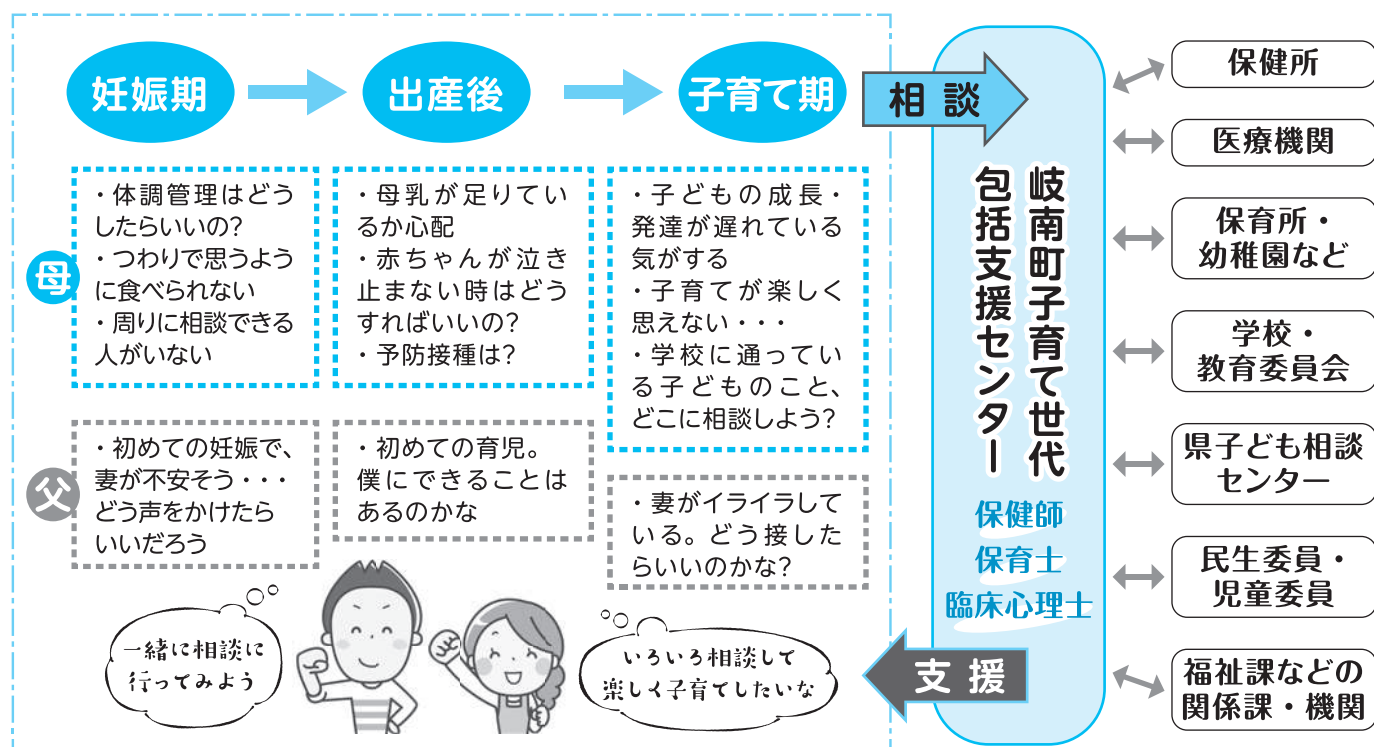 妊娠期
出産後
子育て期
母
・体調管理はどう
したらいいの?
・つわりで思うよう
に食べられない
・周りに相談できる
人がいない
・母乳が足りてい
るか心配
・赤ちゃんが泣き
止まない時はどう
すればいいの?
・予防接種は?
・子どもの成長・
発達が遅れている
気がする
・子育てが楽しく
思えない・・・
・学校に通ってい
る子どものこと、
どこに相談しよう?
父
・初めての妊娠で、
妻が不安そう・・・
どう声をかけたら
いいだろう
・初めての育児。
僕にできることは
あるのかな
・妻がイライラして
いる。どう接した
らいいのかな?
一緒に相談に
行ってみよう
いろいろ相談して
楽しく子育てしたいな
相談
岐南町子育て世代
包括支援センター
保健師
保育士
臨床心理士
支援
保健所
医療機関
保育所・
幼稚園など
学校・
教育委員会
県子ども相談
センター
民生委員・
児童委員
福祉課などの
関係課・機関